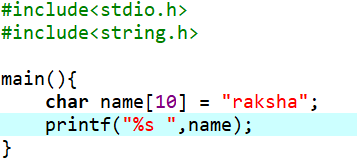 #include<stdio.h>
#include<string.h>
main(){
    char name[10] = "raksha";
    printf("%s ",name);
}